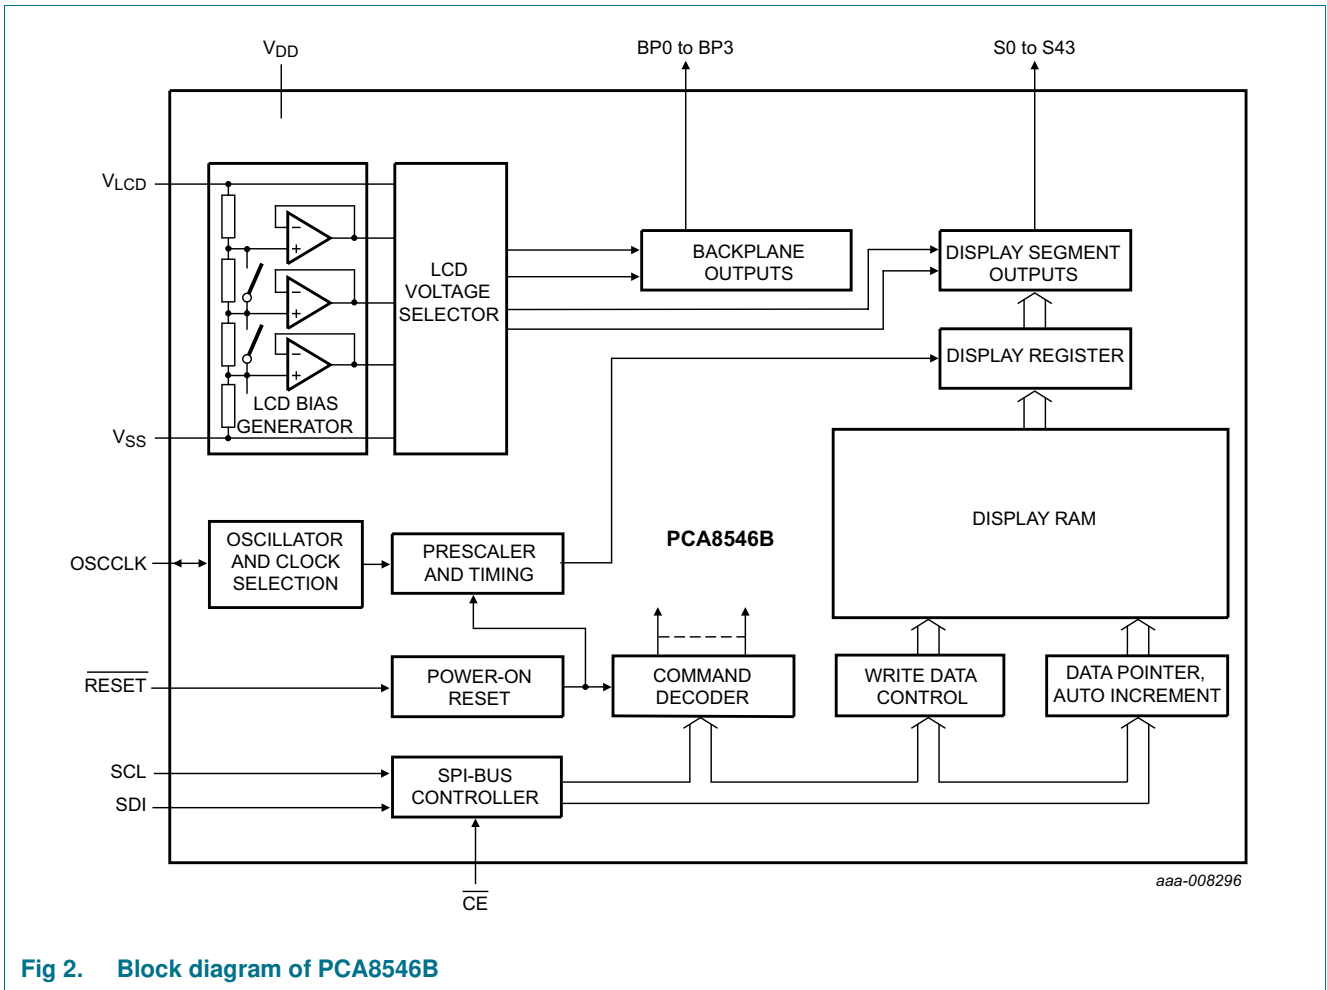 VDD
BP0 to BP3
S0 to S43
VLCD
LCD
VOLTAGE
SELECTOR
BACKPLANE
OUTPUTS
DISPLAY SEGMENT
OUTPUTS
DISPLAY REGISTER
LCD BIAS
GENERATOR
VSS
DISPLAY RAM
PCA8546B
OSCCLK
OSCILLATOR
AND CLOCK
SELECTION
PRESCALER
AND TIMING
RESET
POWER-ON
RESET
COMMAND
DECODER
WRITE DATA
CONTROL
DATA POINTER,
AUTO INCREMENT
SCL
SDI
SPI-BUS
CONTROLLER
CE
aaa-008296
Fig 2. Block diagram of PCA8546B